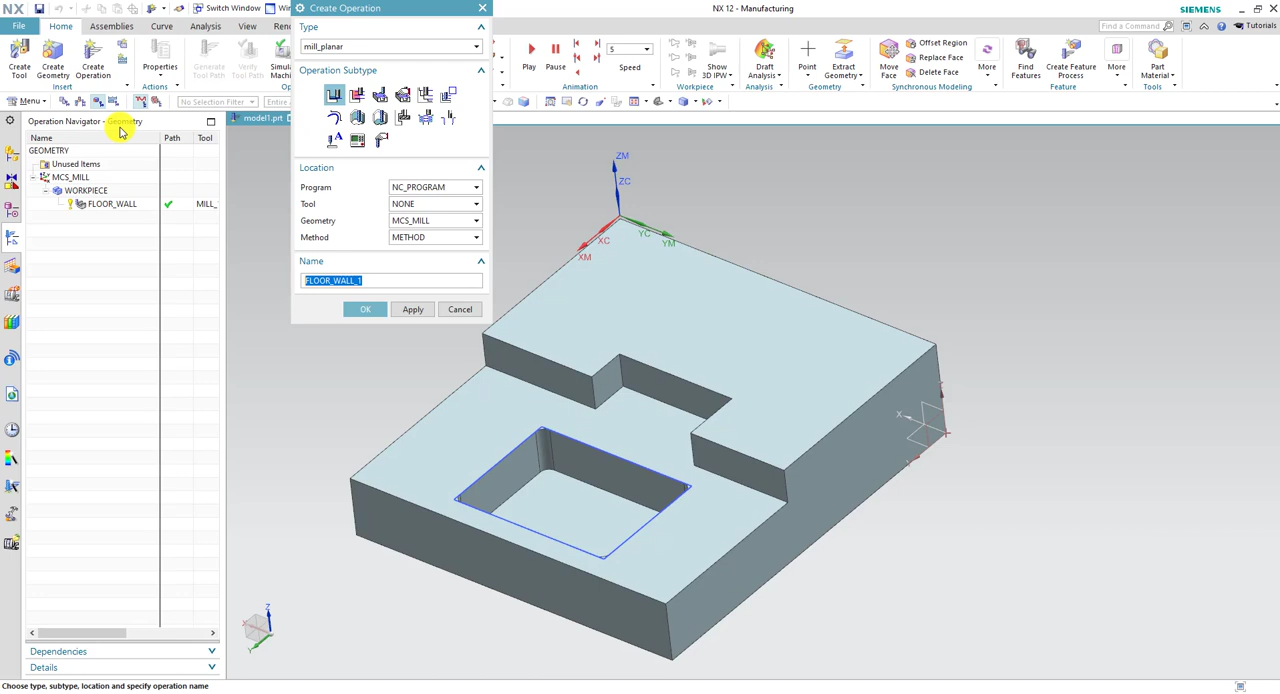 NX
Switch Window
Create Operation
NX 12 - Manufacturing
SIEMENS
File
Home
Assemblies
Curve
Analysis
View
Type
mill_planar
Find a Command
Tutorials
Create Tool
Create Geometry
Create Operation
Properties
Generate Tool Path
Verify Tool Path
Play
Pause
5
Speed
Show 3D IPW
More
Draft Analysis
Point
Extract Geometry
More
Move Face
Offset Region
Replace Face
Delete Face
More
Find Features
Create Feature Process
More
Part Material
Insert
Actions
Animation
Workpiece
Analysis
Geometry
Synchronous Modeling
Feature
Operation Subtype
Menu
No Selection Filter
Operation Navigator - Geometry
model1.prt
Name
Path
Tool
GEOMETRY
Unused Items
MCS_MILL
WORKPIECE
FLOOR_WALL
MILL_
Location
Program
NC_PROGRAM
Tool
NONE
Geometry
MCS_MILL
Method
METHOD
Name
FLOOR_WALL_1
OK
Apply
Cancel
ZM
ZC
XC
YC
YM
XM
X
Z
X
Y
Dependencies
Details
Choose type, subtype, location and specify operation name